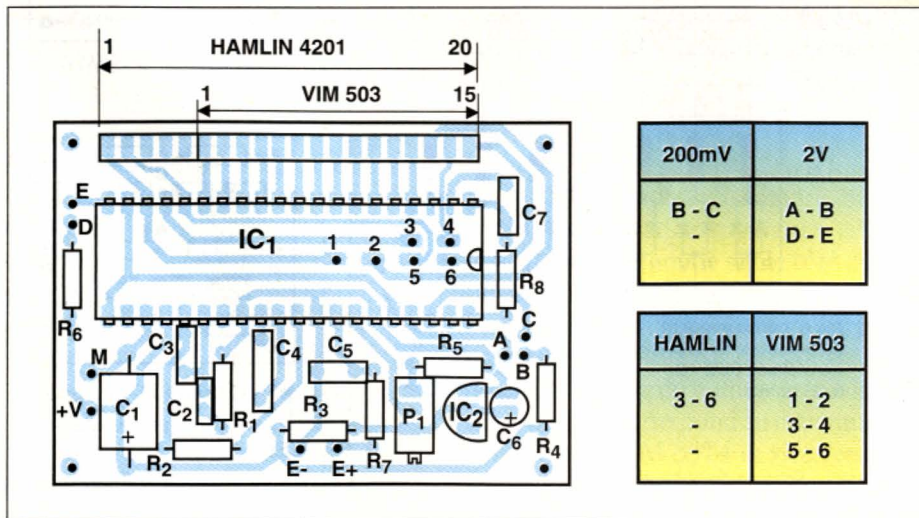 1 HAMLIN 4201 20
1 VIM 503 15
E
D
C7
IC1
3 4
1 2
5 6
R8
R6
C3
C4
C5
R5
C
A
B
M
+V
C1
+
C2
R1
R3
P1
IC2
+
C6
R2
R7
R4
E- E+
200mV 2V
B - C A - B
- D - E
HAMLIN VIM 503
3 - 6 1 - 2
- 3 - 4
- 5 - 6